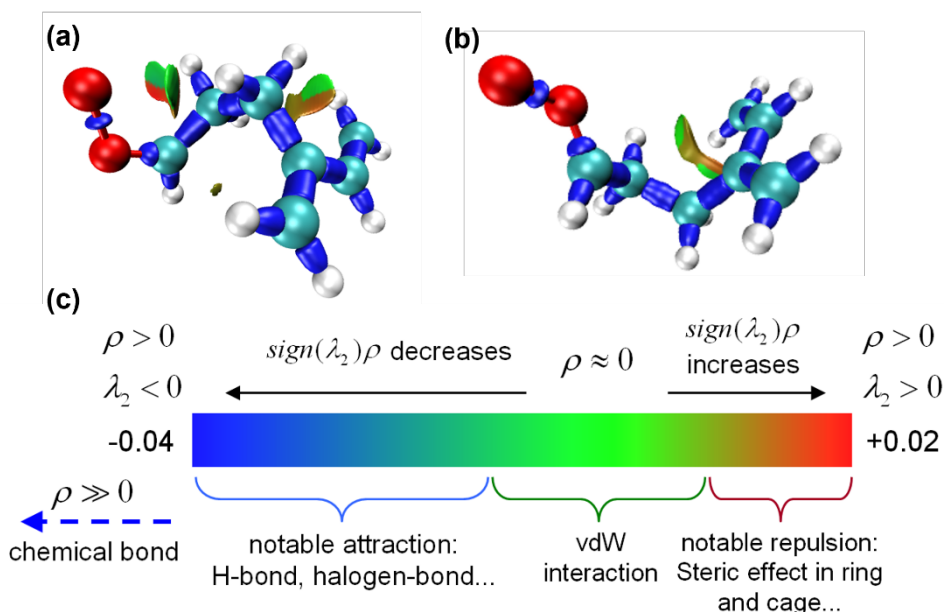 (a)
(b)
(c)
ρ > 0
sign(λ₂)ρ decreases
ρ ≈ 0
sign(λ₂)ρ
increases
ρ > 0
λ₂ < 0
λ₂ > 0
-0.04
+0.02
ρ ≫ 0
chemical bond
notable attraction:
H-bond, halogen-bond...
vdW
interaction
notable repulsion:
Steric effect in ring
and cage...